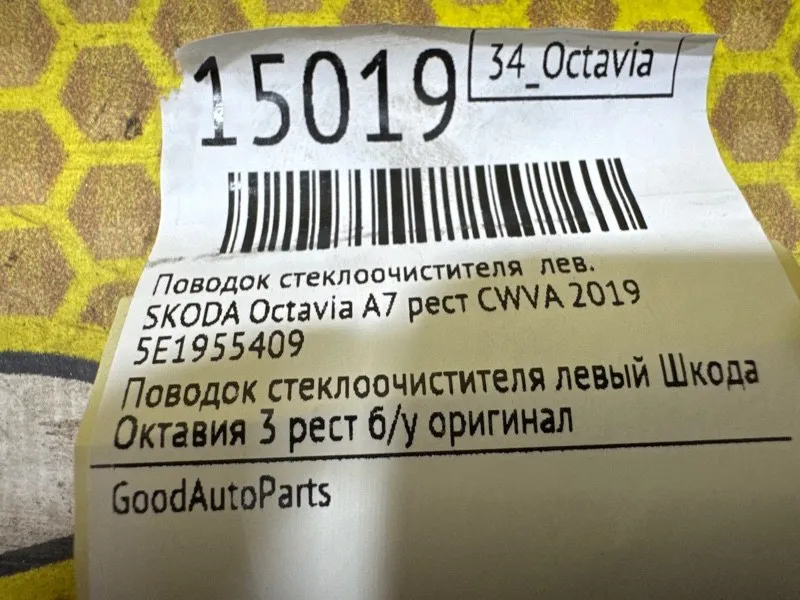 15019
34_Octavia
Поводок стеклоочистителя лев.
SKODA Octavia A7 рест CWVA 2019
5E1955409
Поводок стеклоочистителя левый Шкода
Октавия 3 рест б/у оригинал
GoodAutoParts